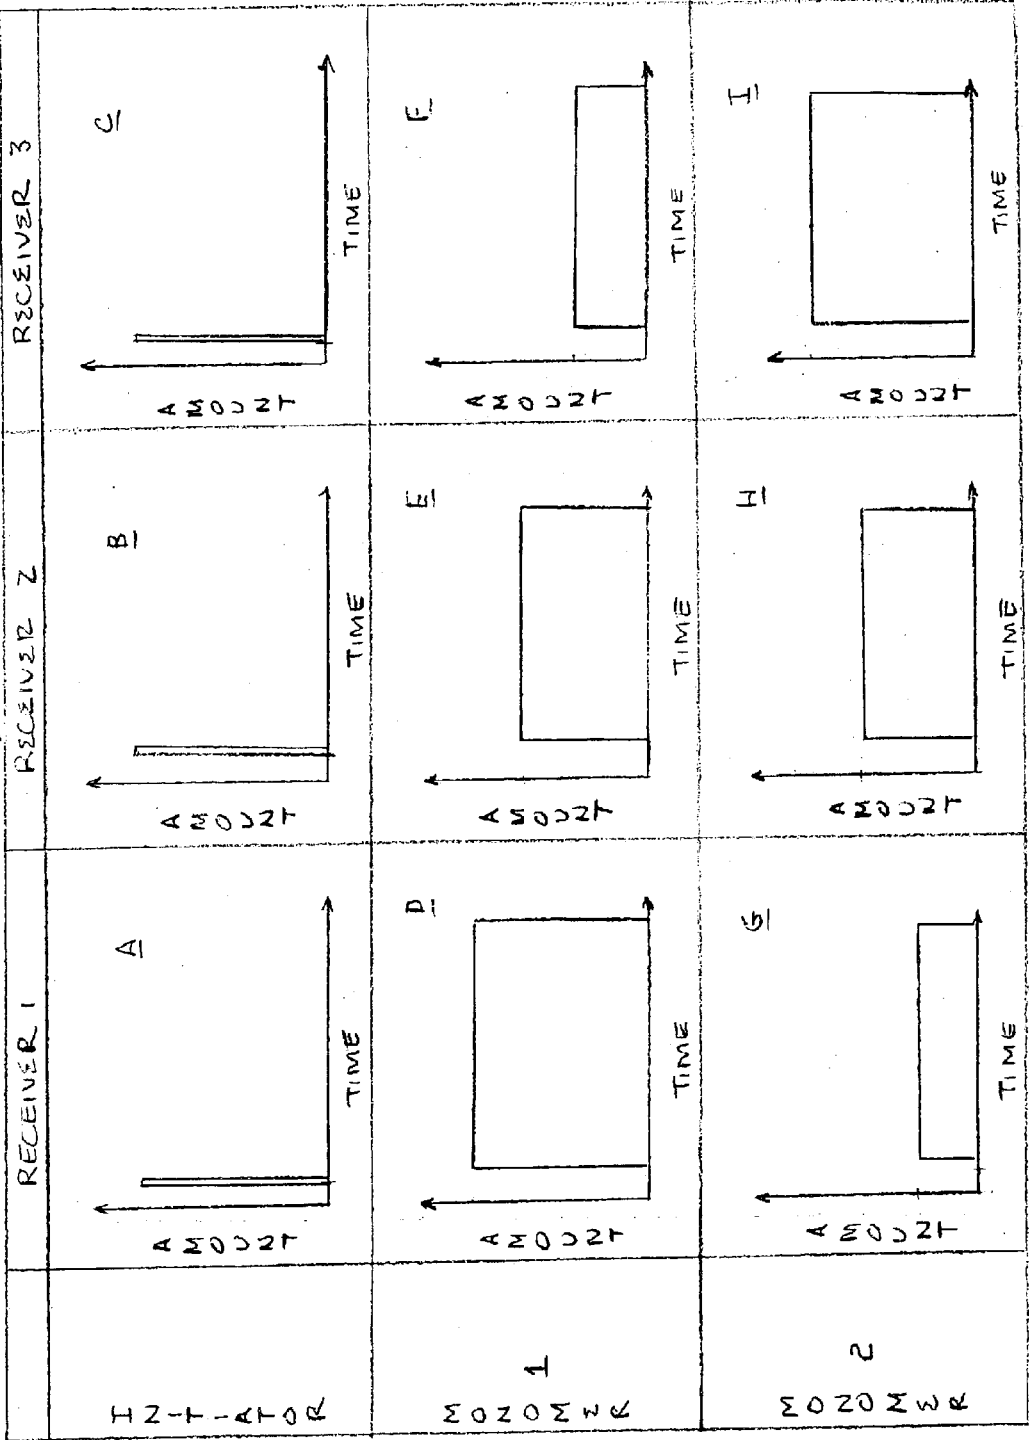 RECEIVER 1 RECEIVER 2 RECEIVER 3
INITIATOR
AMOUNT
A
TIME
AMOUNT
B
TIME
AMOUNT
C
TIME
MONOMER 1
AMOUNT
D
TIME
AMOUNT
E
TIME
AMOUNT
F
TIME
MONOMER 2
AMOUNT
G
TIME
AMOUNT
H
TIME
AMOUNT
I
TIME